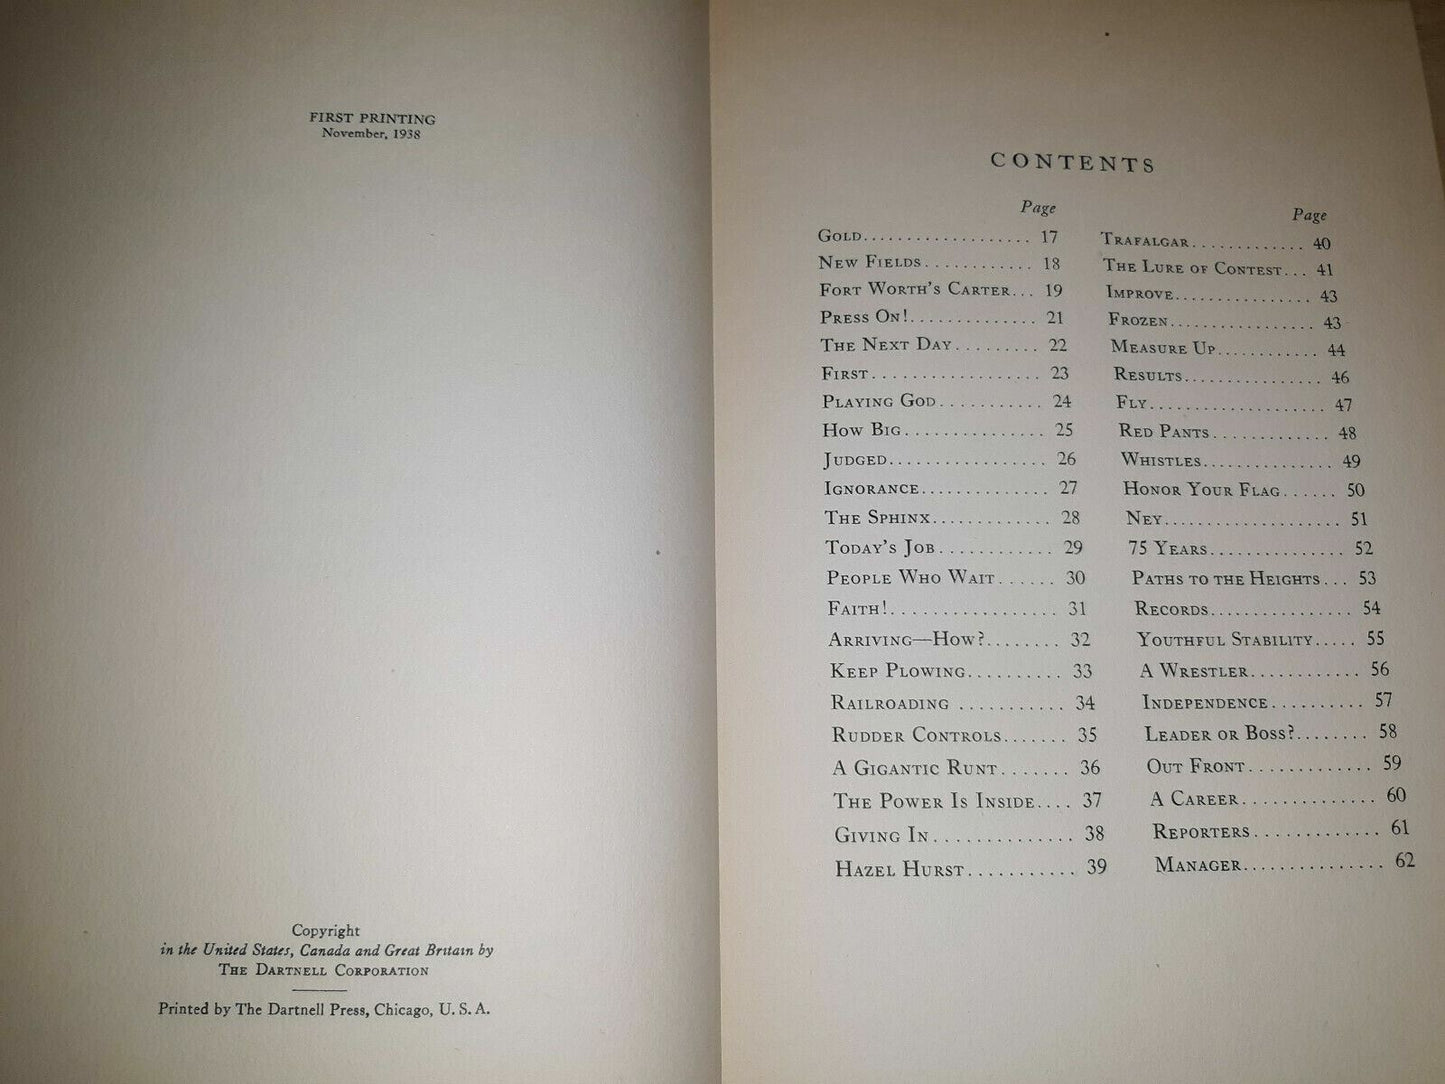 FIRST PRINTING
November, 1938
Copyright
in the United States, Canada and Great Britain by
The Dartnell Corporation
Printed by The Dartnell Press, Chicago, U. S. A.
CONTENTS
Page
Gold................... 17
New Fields............ 18
Fort Worth's Carter... 19
Press On!.............. 21
The Next Day......... 22
First.................. 23
Playing God........... 24
How Big............... 25
Judged................. 26
Ignorance.............. 27
The Sphinx............. 28
Today's Job............ 29
People Who Wait...... 30
Faith!.................. 31
Arriving—How?........ 32
Keep Plowing.......... 33
Railroading ........... 34
Rudder Controls....... 35
A Gigantic Runt....... 36
The Power Is Inside.... 37
Giving In.............. 38
Hazel Hurst........... 39
Page
Trafalgar............. 40
The Lure of Contest... 41
Improve................ 43
Frozen................. 43
Measure Up............ 44
Results................ 46
Fly..................... 47
Red Pants............. 48
Whistles............... 49
Honor Your Flag...... 50
Ney..................... 51
75 Years............... 52
Paths to the Heights... 53
Records................ 54
Youthful Stability..... 55
A Wrestler............ 56
Independence.......... 57
Leader or Boss?........ 58
Out Front............. 59
A Career.............. 60
Reporters............. 61
Manager............... 62